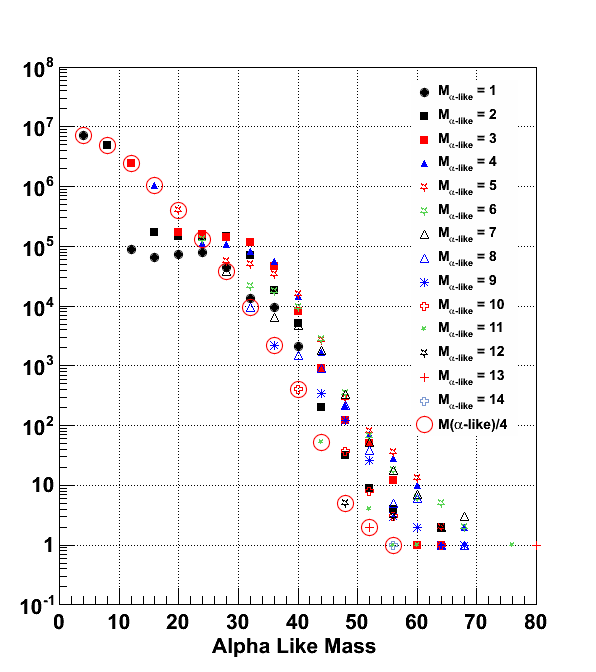 10^8
10^7
10^6
10^5
10^4
10^3
10^2
10
1
10^-1
0 10 20 30 40 50 60 70 80
Alpha Like Mass
M_α-like = 1
M_α-like = 2
M_α-like = 3
M_α-like = 4
M_α-like = 5
M_α-like = 6
M_α-like = 7
M_α-like = 8
M_α-like = 9
M_α-like = 10
M_α-like = 11
M_α-like = 12
M_α-like = 13
M_α-like = 14
M(α-like)/4